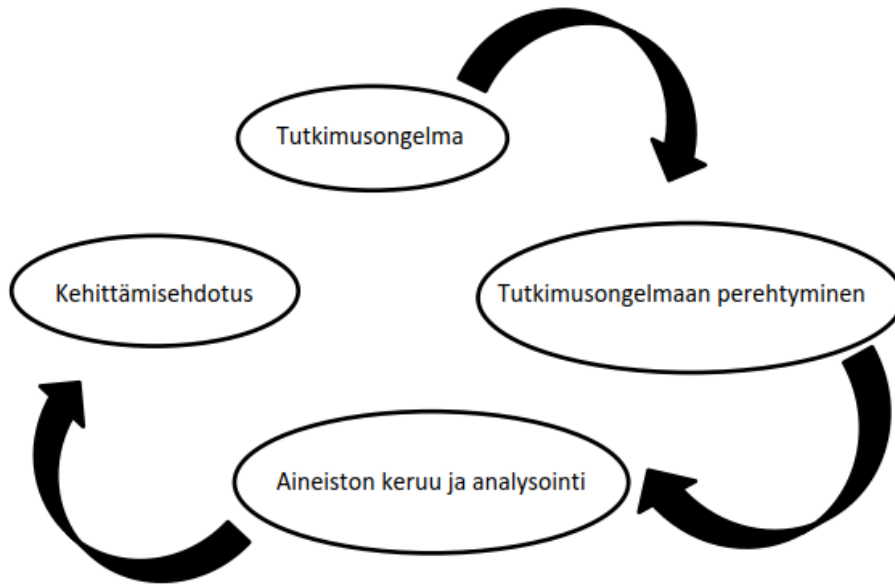 Tutkimusongelma
Kehittämisehdotus
Tutkimusongelmaan perehtyminen
Aineiston keruu ja analysointi